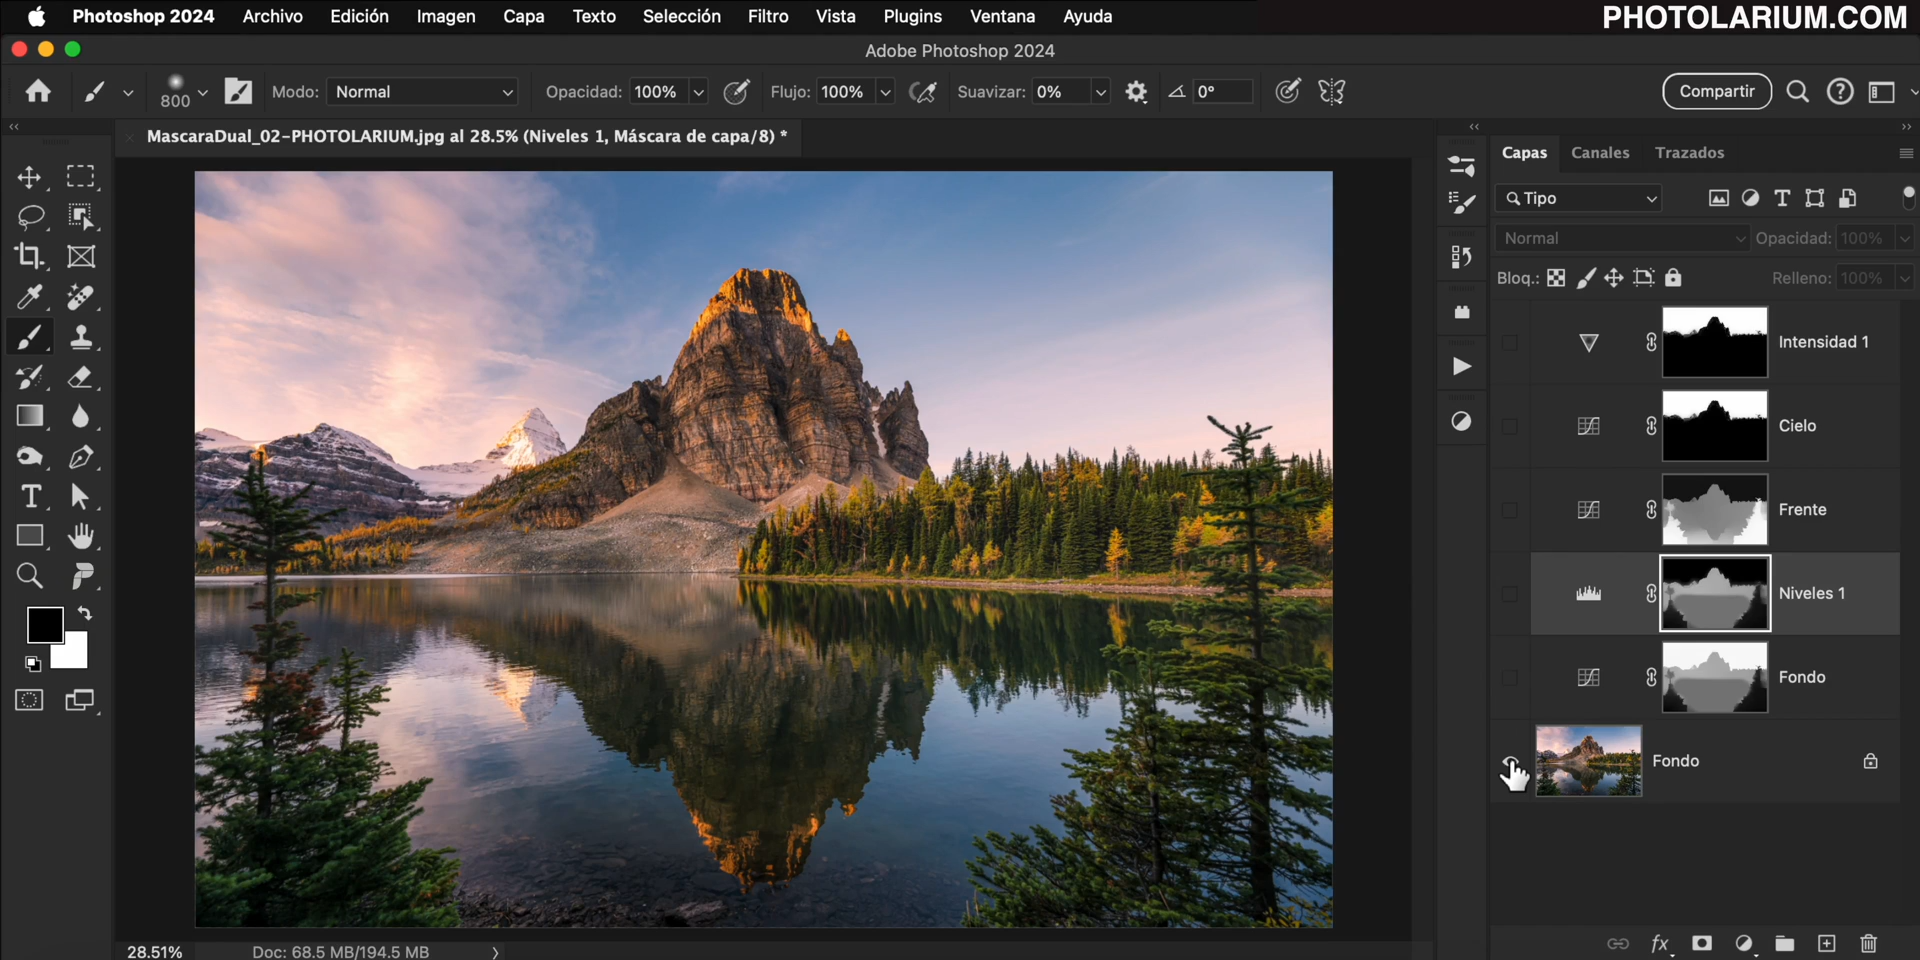 Photoshop 2024 Archivo Edición Imagen Capa Texto Selección Filtro Vista Plugins Ventana Ayuda
PHOTOLARIUM.COM
Adobe Photoshop 2024
800 Modo: Normal Opacidad: 100% Flujo: 100% Suavizar: 0% 0° Compartir
MascaraDual_02-PHOTOLARIUM.jpg al 28.5% (Niveles 1, Máscara de capa/8) *
Capas Canales Trazados
Tipo
Normal Opacidad: 100%
Bloq.: Relleno: 100%
Intensidad 1
Cielo
Frente
Niveles 1
Fondo
Fondo
fx
28.51% Doc: 68.5 MB/194.5 MB